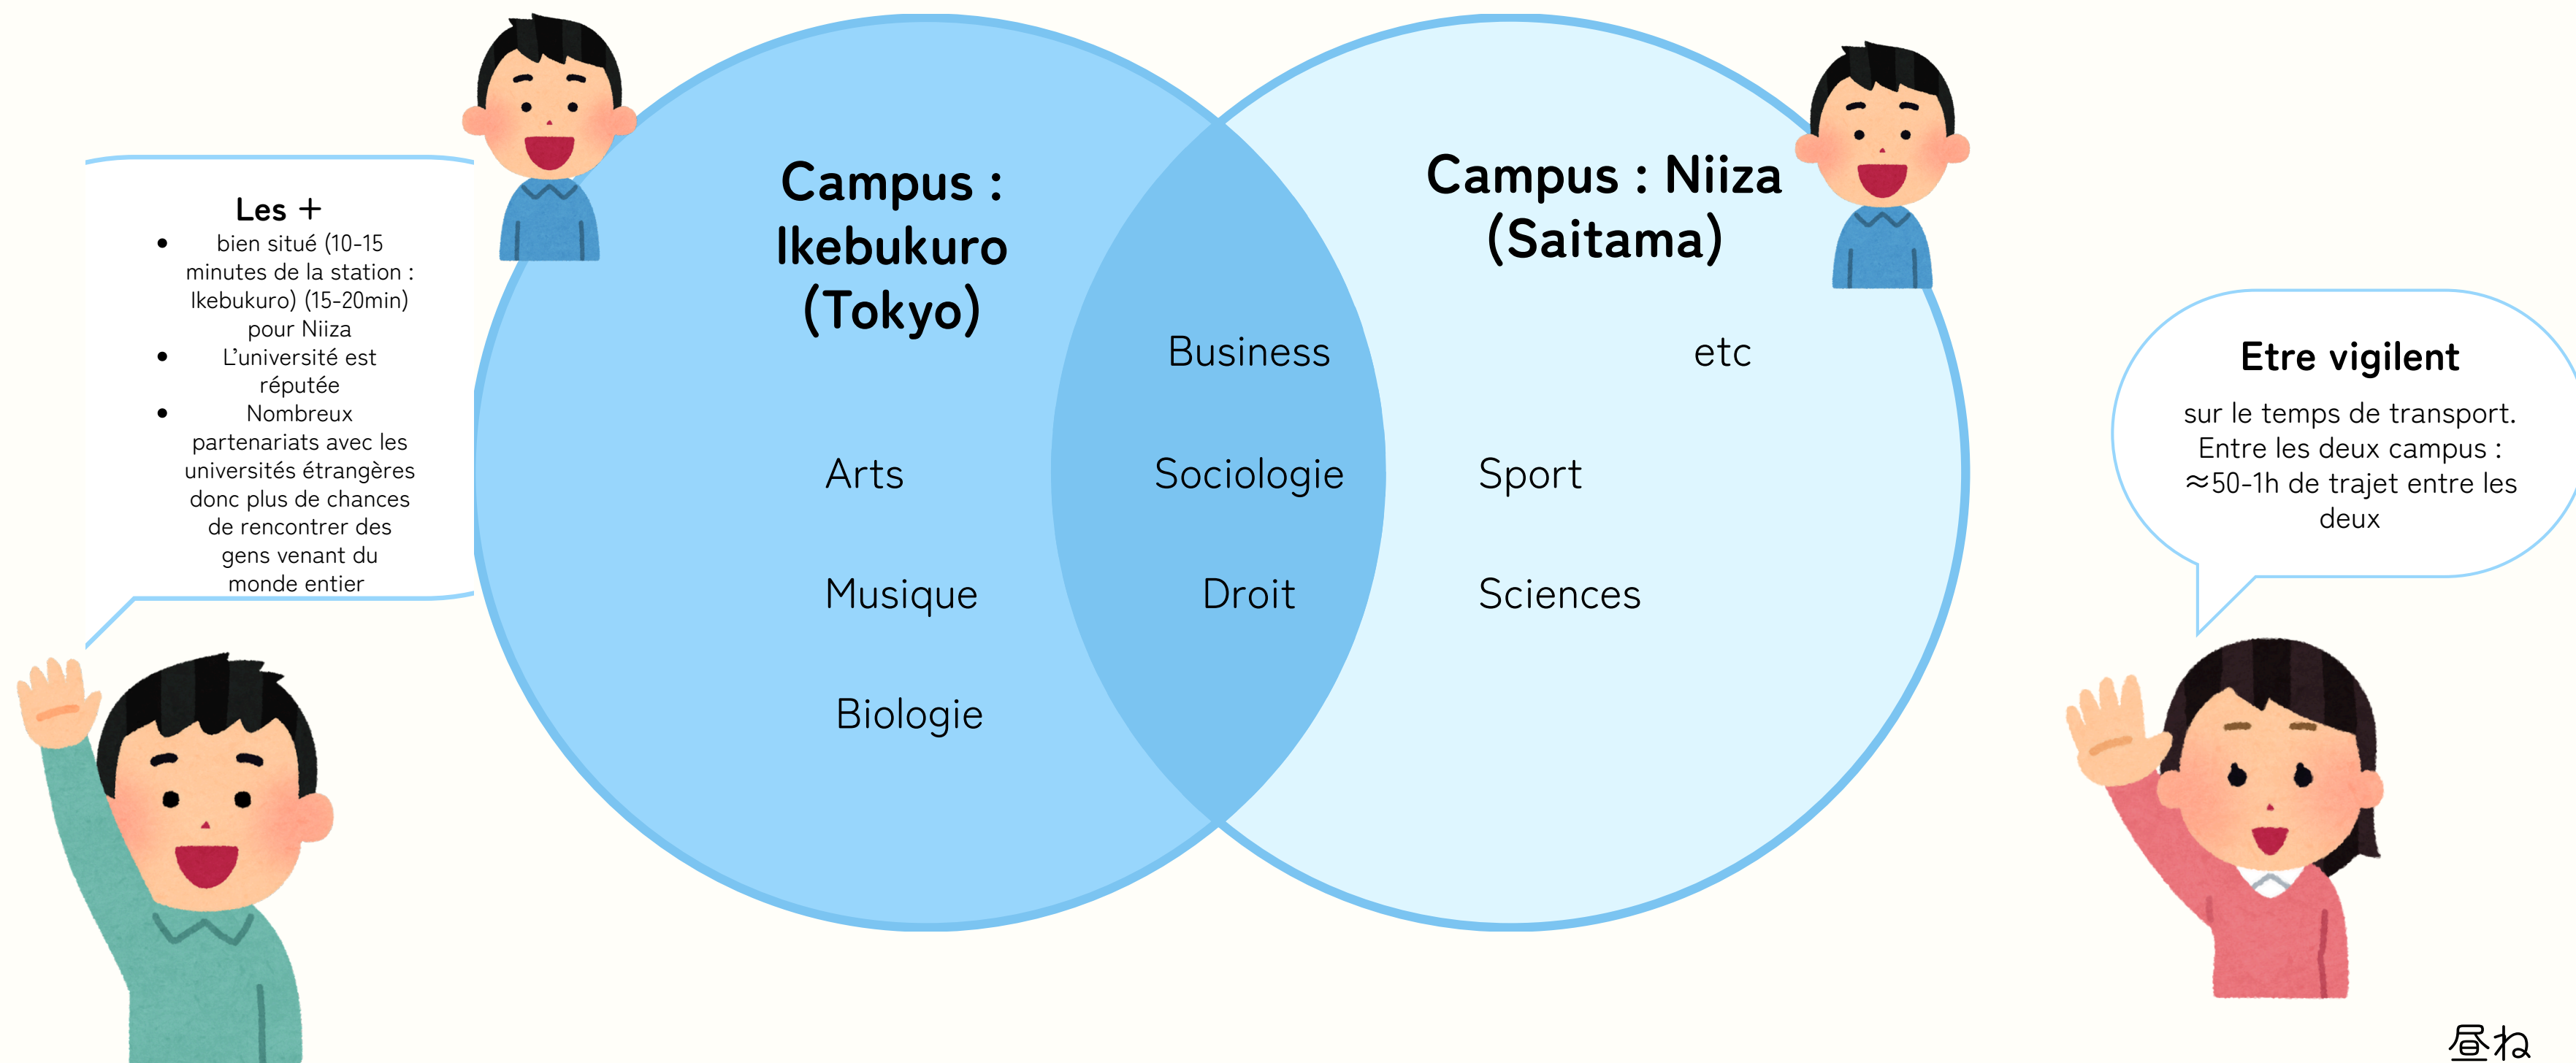 Les +
• bien situé (10-15
minutes de la station :
Ikebukuro) (15-20min)
pour Niiza
• L'université est
réputée
• Nombreux
partenariats avec les
universités étrangères
donc plus de chances
de rencontrer des
gens venant du
monde entier
Campus :
Ikebukuro
(Tokyo)
Arts
Musique
Biologie
Business
Sociologie
Droit
Campus : Niiza
(Saitama)
etc
Sport
Sciences
Etre vigilent
sur le temps de transport.
Entre les deux campus :
≈50-1h de trajet entre les
deux
昼ね